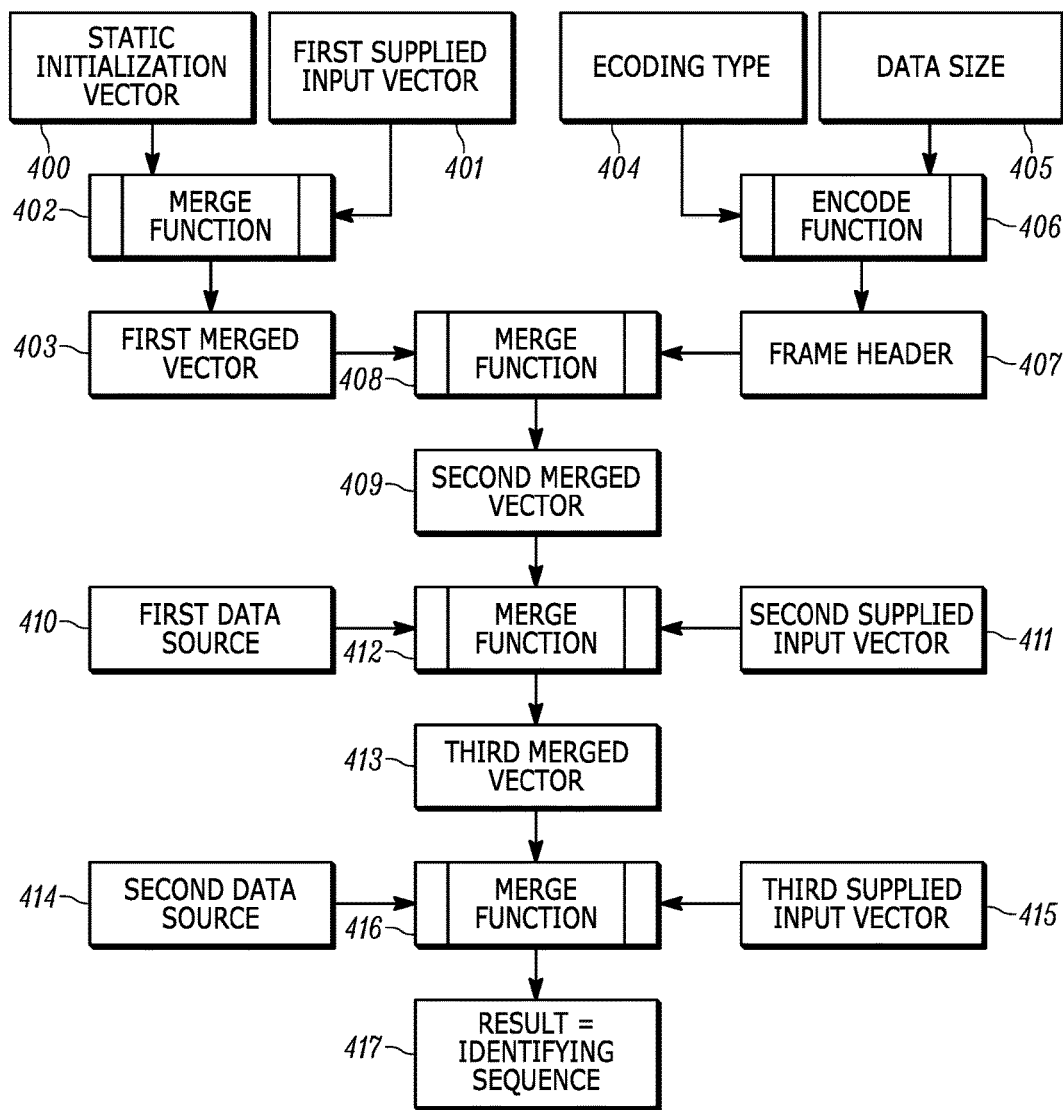 STATIC
INITIALIZATION
VECTOR
400
FIRST SUPPLIED
INPUT VECTOR
401
ECODING TYPE
404
DATA SIZE
405
402
MERGE
FUNCTION
ENCODE
FUNCTION
406
403
FIRST MERGED
VECTOR
408
MERGE
FUNCTION
FRAME HEADER
407
409
SECOND MERGED
VECTOR
410
FIRST DATA
SOURCE
412
MERGE
FUNCTION
SECOND SUPPLIED
INPUT VECTOR
411
413
THIRD MERGED
VECTOR
414
SECOND DATA
SOURCE
416
MERGE
FUNCTION
THIRD SUPPLIED
INPUT VECTOR
415
417
RESULT =
IDENTIFYING
SEQUENCE